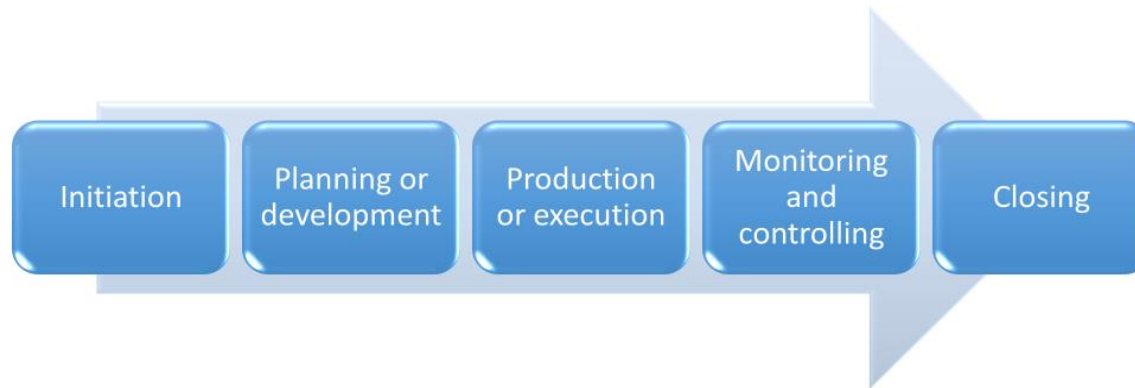 Initiation
Planning or
development
Production
or execution
Monitoring
and
controlling
Closing